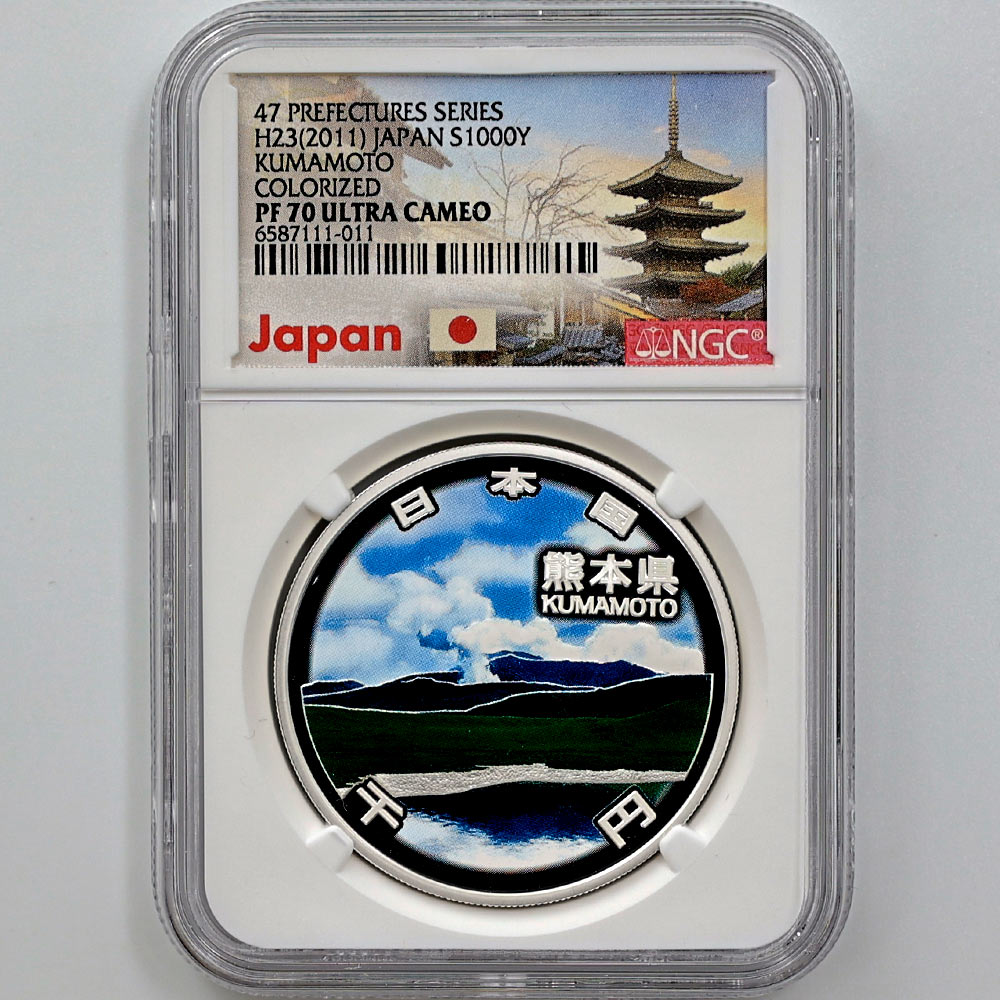 47 PREFECTURES SERIES
H23(2011) JAPAN S1000Y
KUMAMOTO
COLORIZED
PF 70 ULTRA CAMEO
6587111-011
Japan
NGC®
日本国
熊本県
KUMAMOTO
千円